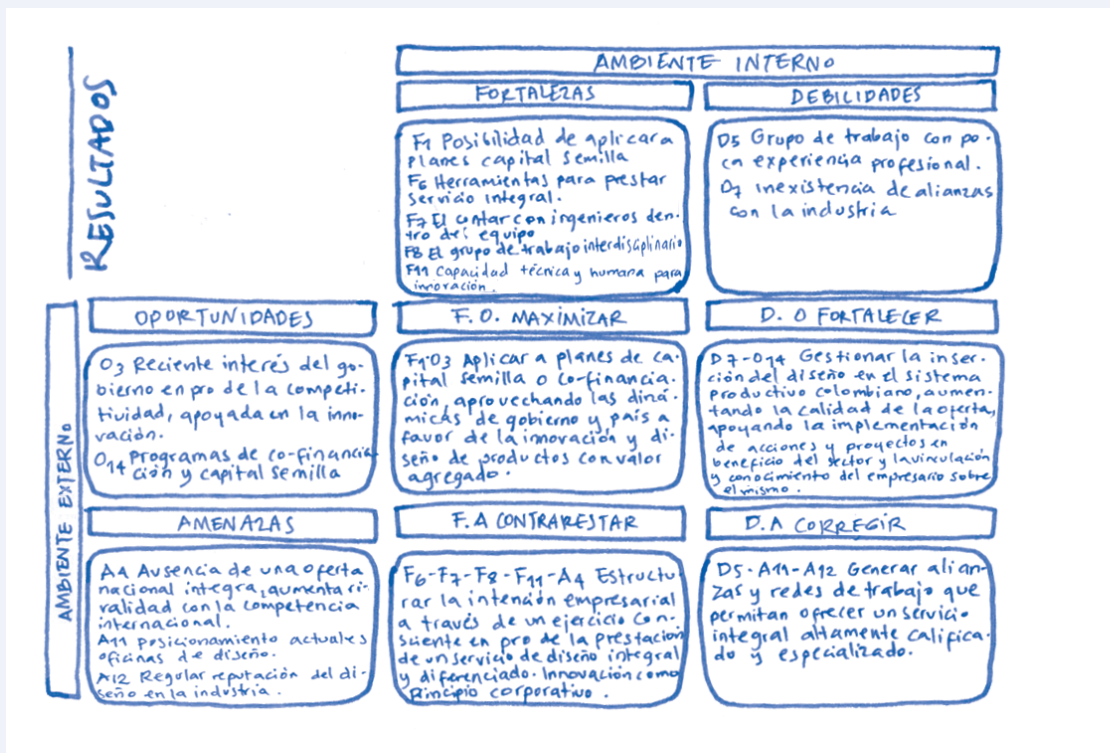 RESULTADOS
AMBIENTE INTERNO
FORTALEZAS
F1 Posibilidad de aplicar a
planes capital semilla
F6 Herramientas para prestar
servicio integral.
F7 El contar con ingenieros den-
tro del equipo
F8 El grupo de trabajo interdisciplinario
F11 Capacidad técnica y humana para
innovación.
DEBILIDADES
D5 Grupo de trabajo con po-
ca experiencia profesional.
D7 Inexistencia de alianzas
con la industria
AMBIENTE EXTERNO
OPORTUNIDADES
O3 Reciente interés del go-
bierno en pro de la competi-
tividad, apoyada en la inno-
vación.
O14 Programas de co-financia
ción y capital semilla
F.O. MAXIMIZAR
F1-O3 Aplicar a planes de ca-
pital semilla o co-financia-
ción, aprovechando las diná-
micas de gobierno y país a
favor de la innovación y di-
seño de productos con valor
agregado.
D.O FORTALECER
D7-O14 Gestionar la inser-
ción del diseño en el sistema
productivo colombiano, aumen-
tando la calidad de la oferta,
apoyando la implementación
de acciones y proyectos en
beneficio del sector y la vinculación
y conocimiento del empresario sobre
el mismo.
AMENAZAS
A4 Ausencia de una oferta
nacional integra, aumenta ri-
validad con la competencia
internacional.
A11 Posicionamiento actuales
oficinas de diseño.
A12 Regular reputación del di-
seño en la industria.
F.A CONTRARESTAR
F6-F7-F8-F11-A4 Estructu-
rar la intención empresarial
a través de un ejercicio con-
sciente en pro de la prestación
de un servicio de diseño integral
y diferenciado. Innovación como
Principio corporativo.
D.A CORREGIR
D5-A11-A12 Generar alian-
zas y redes de trabajo que
permitan ofrecer un servicio
integral altamente califica-
do y especializado.